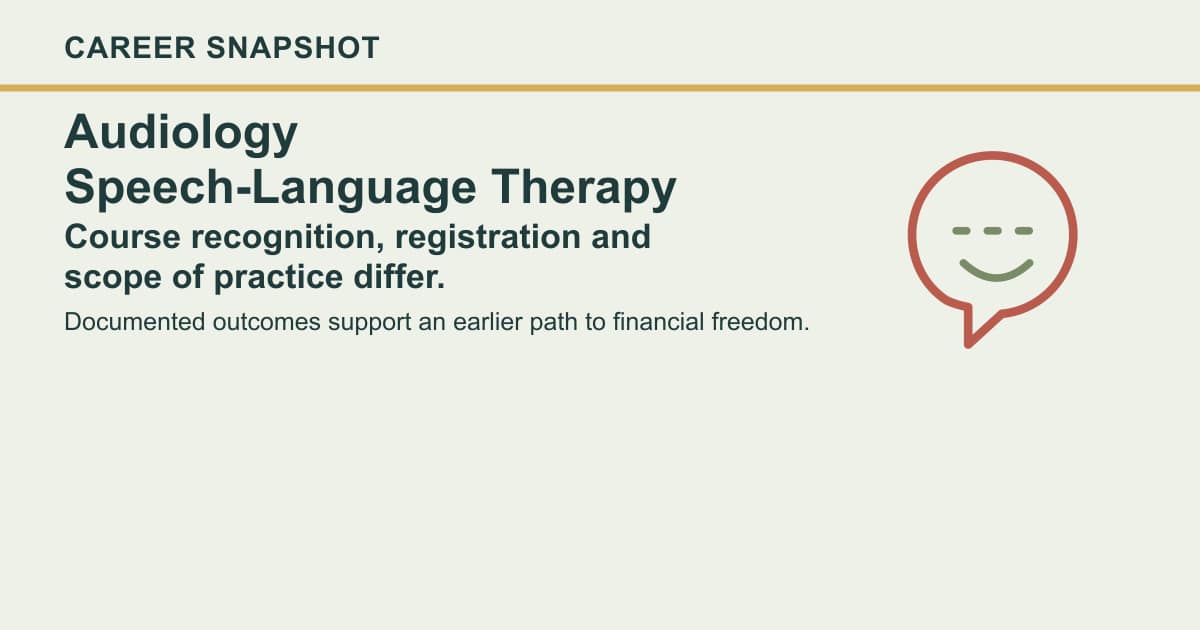 CAREER SNAPSHOT
Audiology
Speech-Language Therapy
Course recognition, registration and
scope of practice differ.
Documented outcomes support an earlier path to financial freedom.